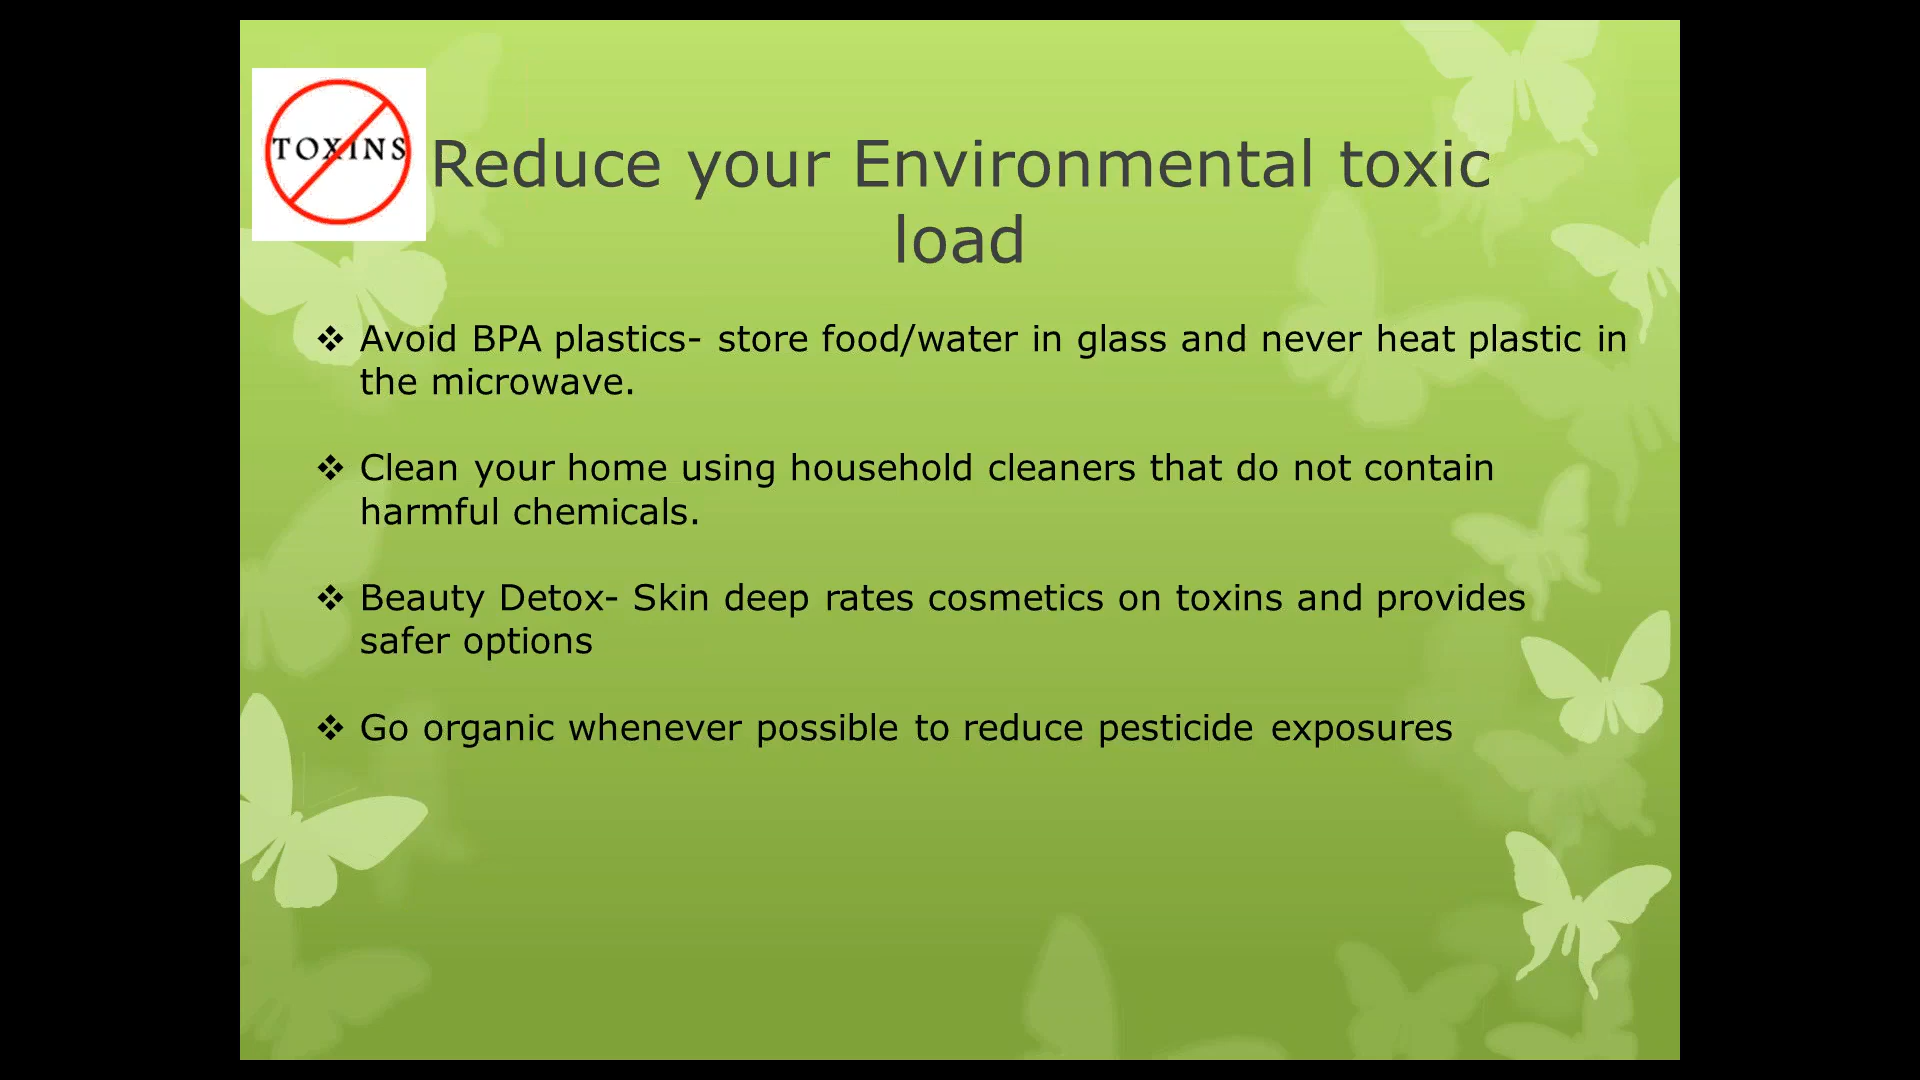 TOXINS
Reduce your Environmental toxic
load
❖ Avoid BPA plastics- store food/water in glass and never heat plastic in
the microwave.
❖ Clean your home using household cleaners that do not contain
harmful chemicals.
❖ Beauty Detox- Skin deep rates cosmetics on toxins and provides
safer options
❖ Go organic whenever possible to reduce pesticide exposures